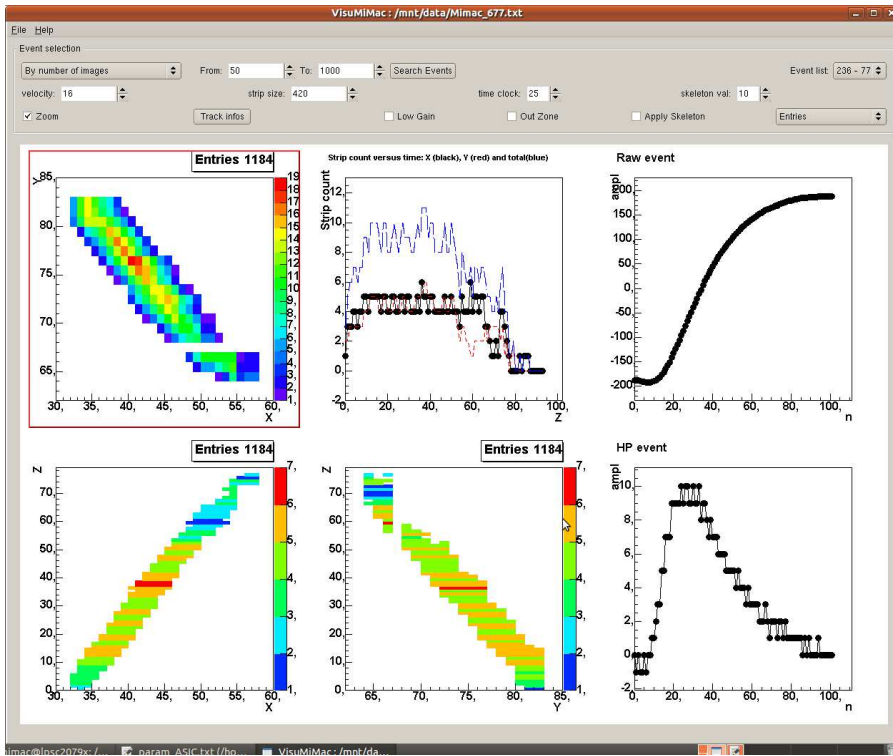 VisuMiMac : /mnt/data/Mimac_677.txt
File Help
Event selection
By number of images From: 50 To: 1000 Search Events Event list: 236 - 77
velocity: 16 strip size: 420 time clock: 25 skeleton val: 10
Zoom Track infos Low Gain Out Zone Apply Skeleton Entries
Entries 1184
Y
85,
80,
75,
70,
65,
30, 35, 40, 45, 50, 55, 60,
X
19
18,
17,
16,
15,
14,
13,
12,
11,
10,
9,
8,
7,
6,
5,
4,
3,
2,
1,
Strip count versus time: X (black), Y (red) and total(blue)
Strip count
12,
10,
8,
6,
4,
2,
0,
-2
0, 20, 40, 60, 80, 100,
Z
Raw event
ampl
200,
150,
100,
50,
0,
-50,
-100,
-150,
-200,
0, 20, 40, 60, 80, 100,
n
Entries 1184
Z
70,
60,
50,
40,
30,
20,
10,
0,
30, 35, 40, 45, 50, 55, 60,
X
7,
6,
5,
4,
3,
2,
1,
Entries 1184
Z
70,
60,
50,
40,
30,
20,
10,
0,
65, 70, 75, 80, 85,
Y
7,
6,
5,
4,
3,
2,
1,
HP event
ampl
10,
8,
6,
4,
2,
0,
-2
0, 20, 40, 60, 80, 100,
n
mimac@lpsc2079x: /... param_ASIC.txt (/ho... VisuMiMac : /mnt/da...